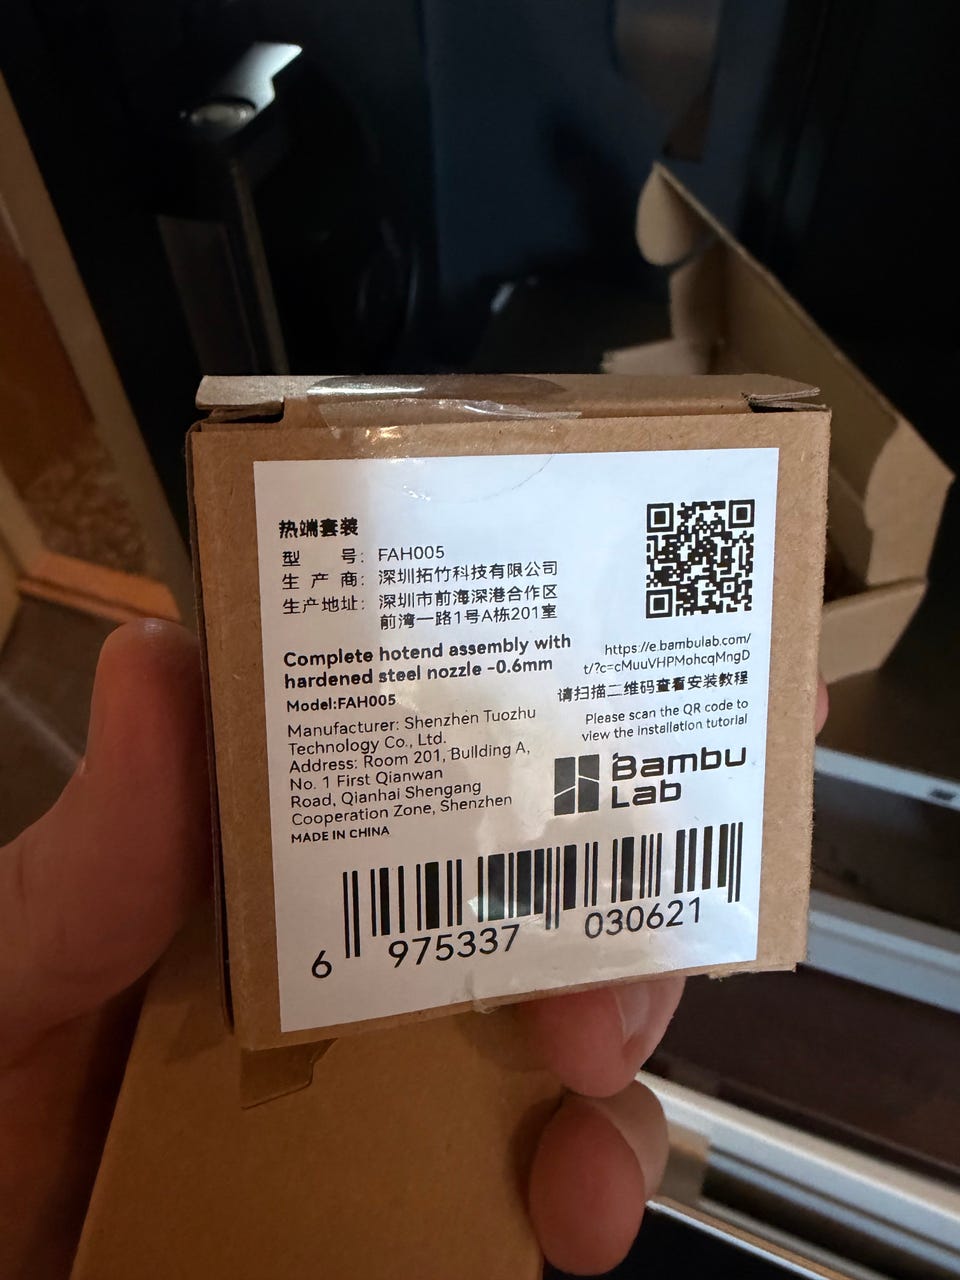 热端套装
型 号: FAH005
生 产 商: 深圳拓竹科技有限公司
生产地址: 深圳市前海深港合作区
前湾一路1号A栋201室
Complete hotend assembly with
hardened steel nozzle -0.6mm
Model:FAH005
Manufacturer: Shenzhen Tuozhu
Technology Co., Ltd.
Address: Room 201, Building A,
No. 1 First Qianwan
Road, Qianhai Shengang
Cooperation Zone, Shenzhen
MADE IN CHINA
https://e.bambulab.com/
t/?c=cMuuVHPMohcqMngD
请扫描二维码查看安装教程
Please scan the QR code to
view the installation tutorial
Bambu
Lab
6 975337 030621